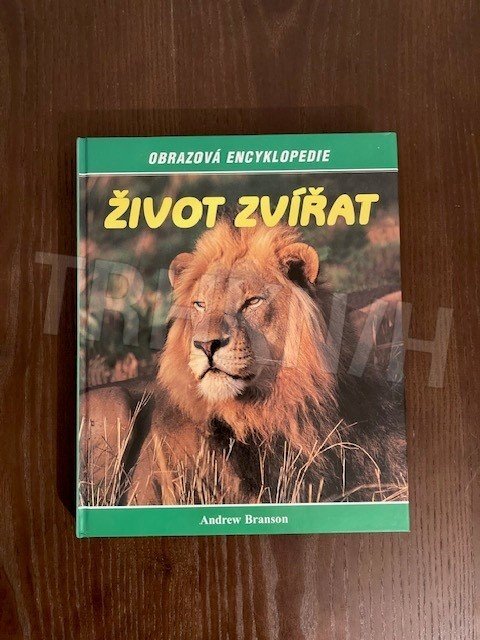 OBRAZOVÁ ENCYKLOPEDIE
ŽIVOT ZVÍŘAT
Andrew Branson